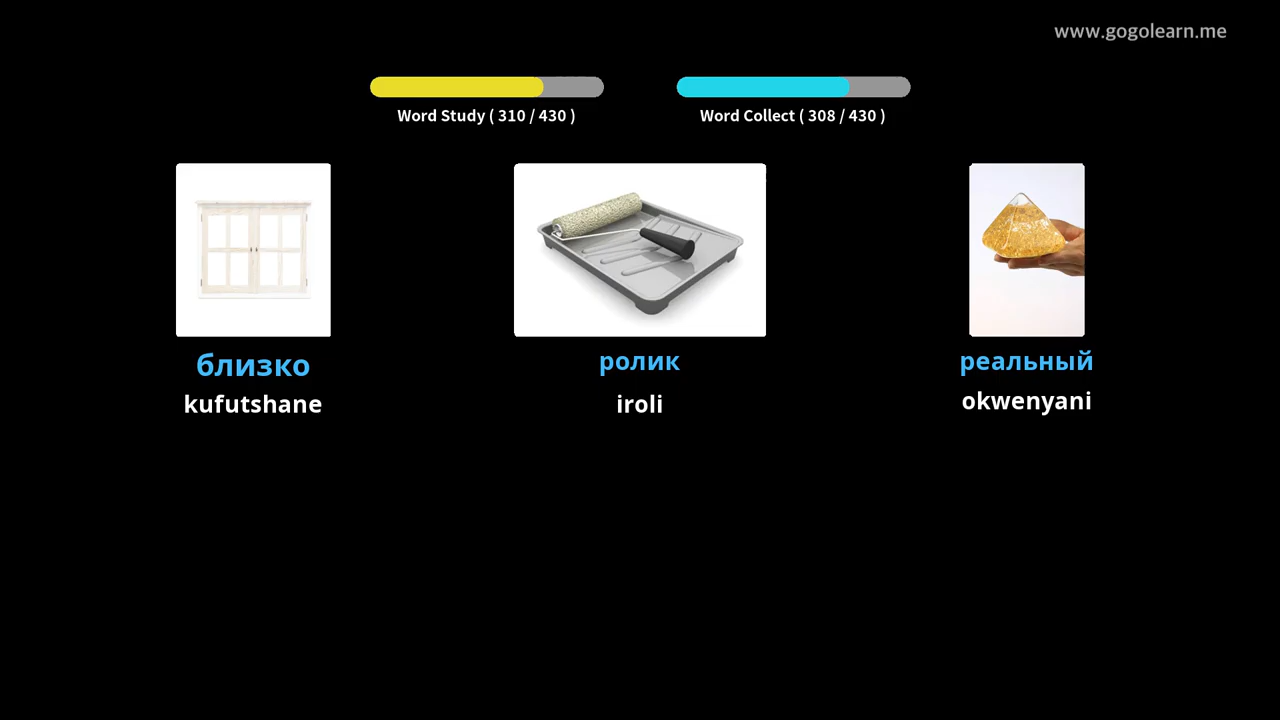 www.gogolearn.me
Word Study ( 310 / 430 )
Word Collect ( 308 / 430 )
близко
ролик
реальный
kufutshane
iroli
okwenyani